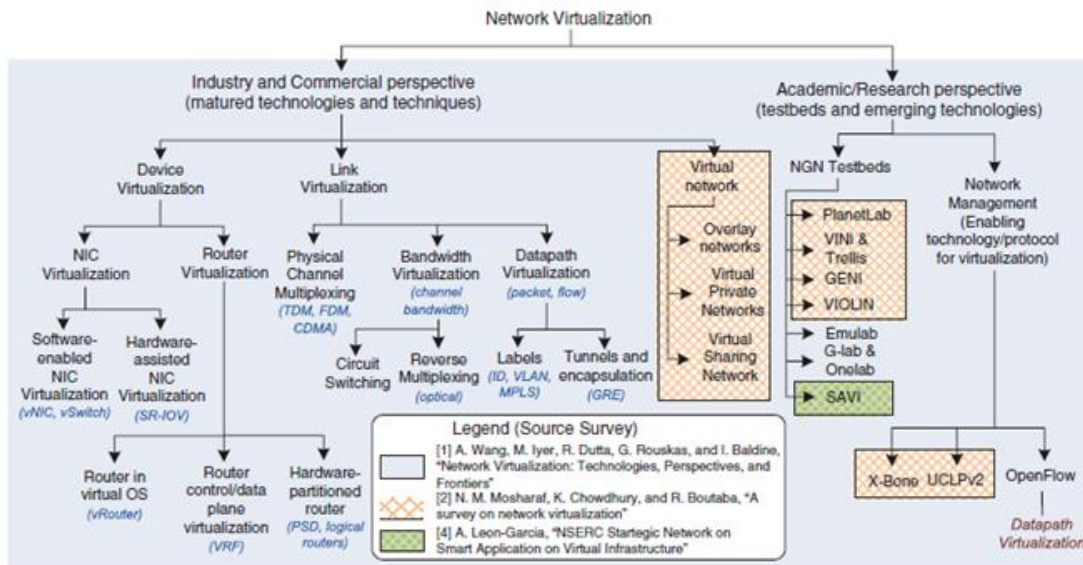 Network Virtualization
Industry and Commercial perspective
(matured technologies and techniques)
Academic/Research perspective
(testbeds and emerging technologies)
Device
Virtualization
Link
Virtualization
Virtual
network
NGN Testbeds
Network
Management
(Enabling
technology/protocol
for virtualization)
NIC
Virtualization
Router
Virtualization
Physical
Channel
Multiplexing
(TDM, FDM,
CDMA)
Bandwidth
Virtualization
(channel
bandwidth)
Datapath
Virtualization
(packet, flow)
Overlay
networks
Virtual
Private
Networks
Virtual
Sharing
Network
PlanetLab
VINI &
Trellis
GENI
VIOLIN
Emulab
G-lab &
Onelab
SAVI
Software-
enabled
NIC
Virtualization
(vNIC, vSwitch)
Hardware-
assisted
NIC
Virtualization
(SR-IOV)
Circuit
Switching
Reverse
Multiplexing
(optical)
Labels
(ID, VLAN,
MPLS)
Tunnels and
encapsulation
(GRE)
Router in
virtual OS
(vRouter)
Router
control/data
plane
virtualization
(VRF)
Hardware-
partitioned
router
(PSD, logical
routers)
X-Bone
UCLPv2
OpenFlow
Datapath
Virtualization
Legend (Source Survey)
[1] A. Wang, M. Iyer, R. Dutta, G. Rouskas, and I. Baldine,
"Network Virtualization: Technologies, Perspectives, and
Frontiers"
[2] N. M. Mosharaf, K. Chowdhury, and R. Boutaba, "A
survey on network virtualization"
[4] A. Leon-Garcia, "NSERC Startegic Network on
Smart Application on Virtual Infrastructure"